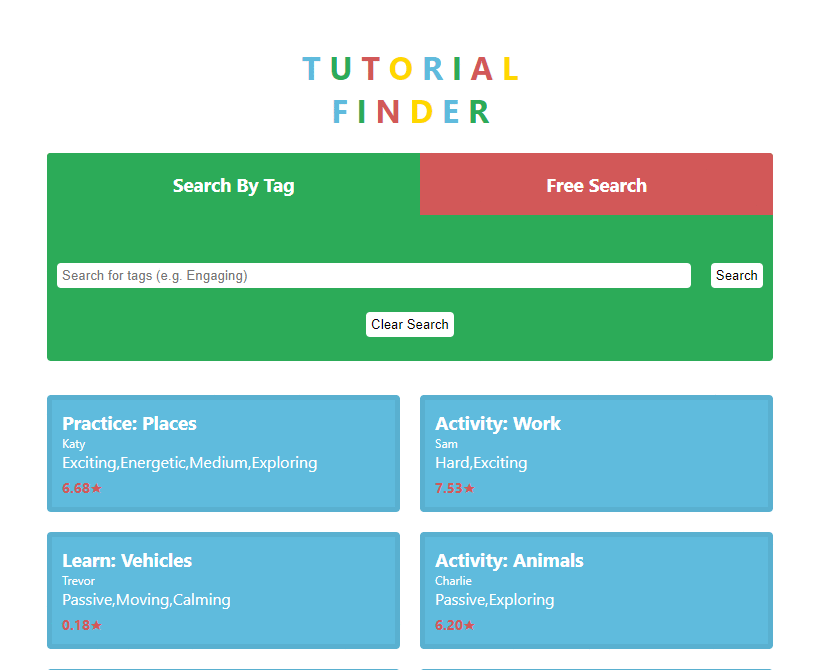 TUTORIAL
FINDER
Search By Tag
Free Search
Search for tags (e.g. Engaging)
Search
Clear Search
Practice: Places
Katy
Exciting,Energetic,Medium,Exploring
6.68★
Activity: Work
Sam
Hard,Exciting
7.53★
Learn: Vehicles
Trevor
Passive,Moving,Calming
0.18★
Activity: Animals
Charlie
Passive,Exploring
6.20★